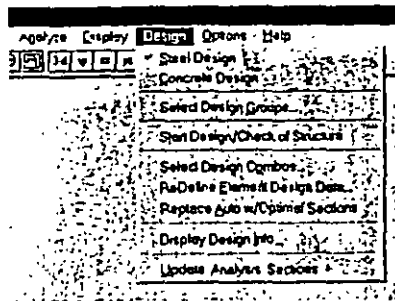 Analyze Display Design Options Help
Steel Design
Concrete Design
Select Design Groups...
Start Design/Check of Structure
Select Design Combos...
ReDefine Element Design Data...
Replace Auto w/Optimal Sections
Display Design Info...
Update Analysis Sections